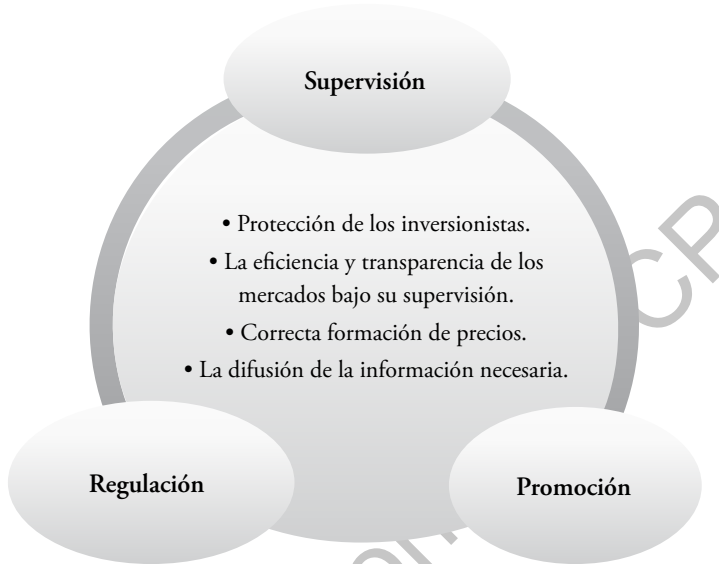 Supervisión
• Protección de los inversionistas.
• La eficiencia y transparencia de los
mercados bajo su supervisión.
• Correcta formación de precios.
• La difusión de la información necesaria.
Regulación
Promoción